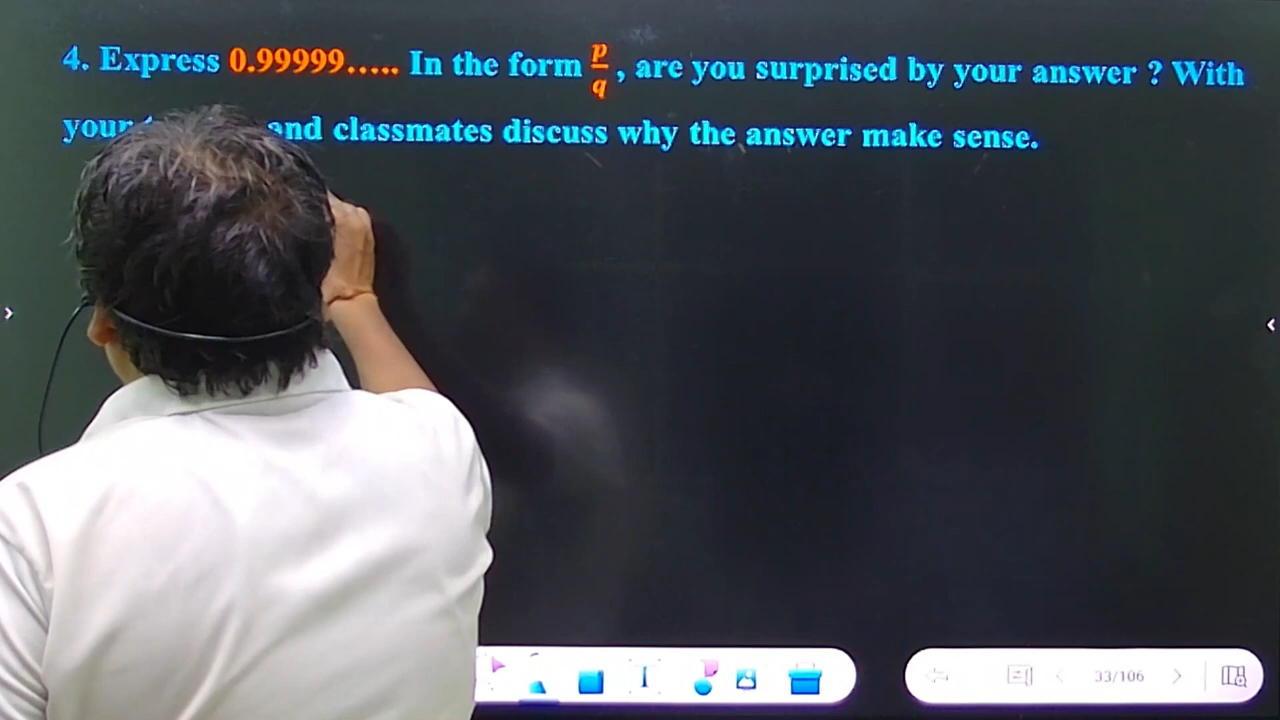 4. Express 0.99999..... In the form p/q, are you surprised by your answer ? With
your and classmates discuss why the answer make sense.
33/106